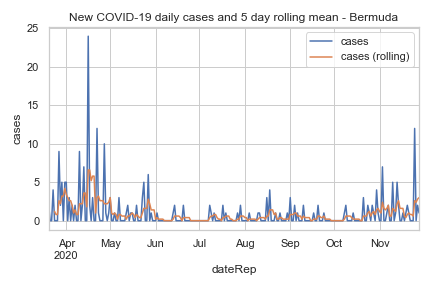 New COVID-19 daily cases and 5 day rolling mean - Bermuda
cases
cases (rolling)
25
20
15
10
5
0
cases
Apr May Jun Jul Aug Sep Oct Nov
2020
dateRep